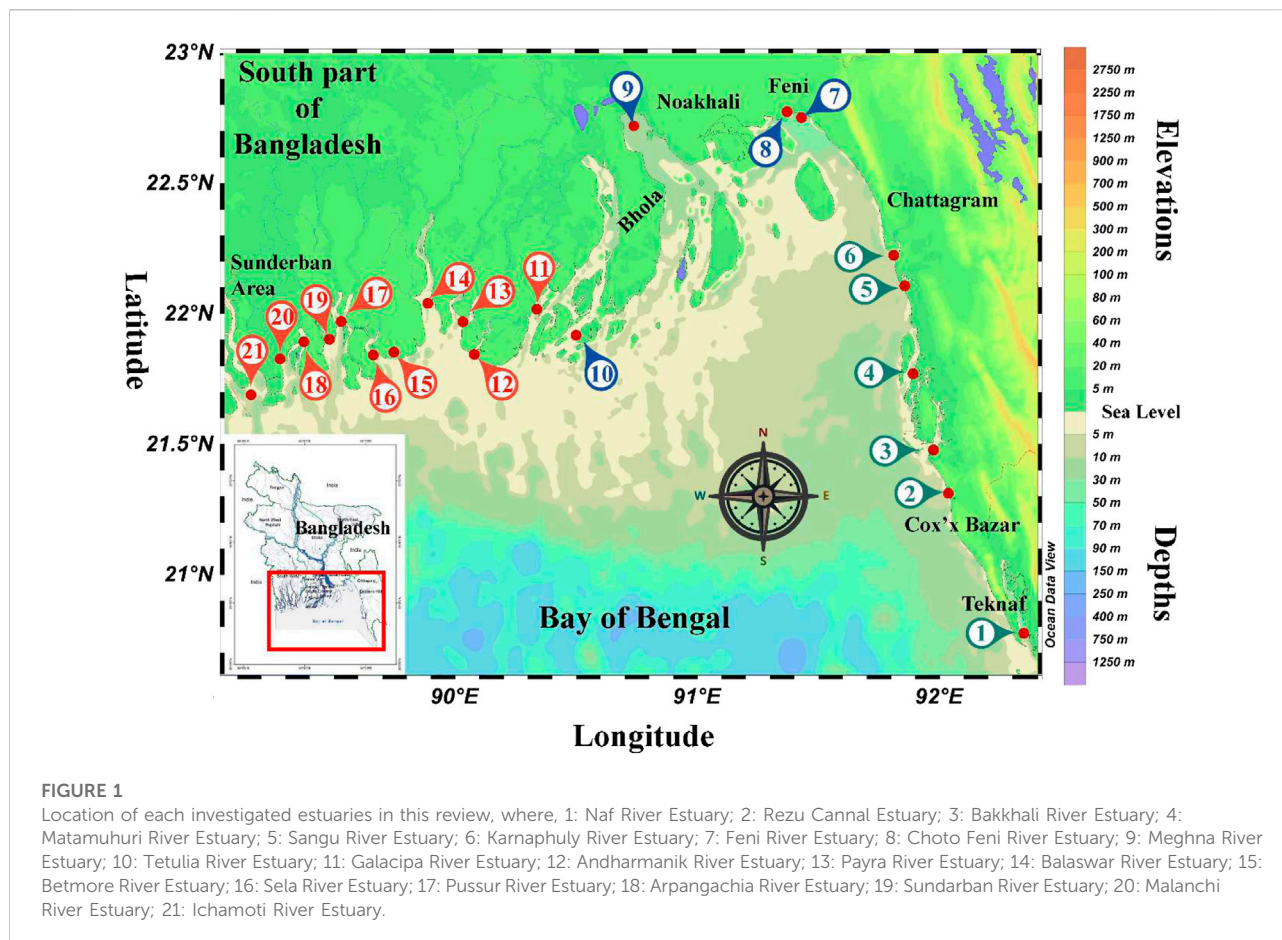 23°N
22.5°N
22°N
21.5°N
21°N
Latitude
South part
of
Bangladesh
9
Noakhali
Feni
7
8
Bhola
Chattagram
Sunderban
Area
6
5
4
3
2
Cox'x Bazar
Teknaf
1
19
17
14
13
11
20
21
18
16
15
12
10
N
W
E
S
Bay of Bengal
Bangladesh
India
India
India
India
Bay of Bengal
90°E
91°E
92°E
Longitude
Ocean Data View
2750 m
2250 m
1750 m
1250 m
900 m
700 m
500 m
300 m
200 m
100 m
80 m
60 m
40 m
20 m
5 m
Sea Level
5 m
10 m
30 m
50 m
70 m
90 m
150 m
250 m
400 m
750 m
1250 m
Elevations
Depths
FIGURE 1
Location of each investigated estuaries in this review, where, 1: Naf River Estuary; 2: Rezu Cannal Estuary; 3: Bakkhali River Estuary; 4:
Matamuhuri River Estuary; 5: Sangu River Estuary; 6: Karnaphuly River Estuary; 7: Feni River Estuary; 8: Choto Feni River Estuary; 9: Meghna River
Estuary; 10: Tetulia River Estuary; 11: Galacipa River Estuary; 12: Andharmanik River Estuary; 13: Payra River Estuary; 14: Balaswar River Estuary; 15:
Betmore River Estuary; 16: Sela River Estuary; 17: Pussur River Estuary; 18: Arpangachia River Estuary; 19: Sundarban River Estuary; 20: Malanchi
River Estuary; 21: Ichamoti River Estuary.